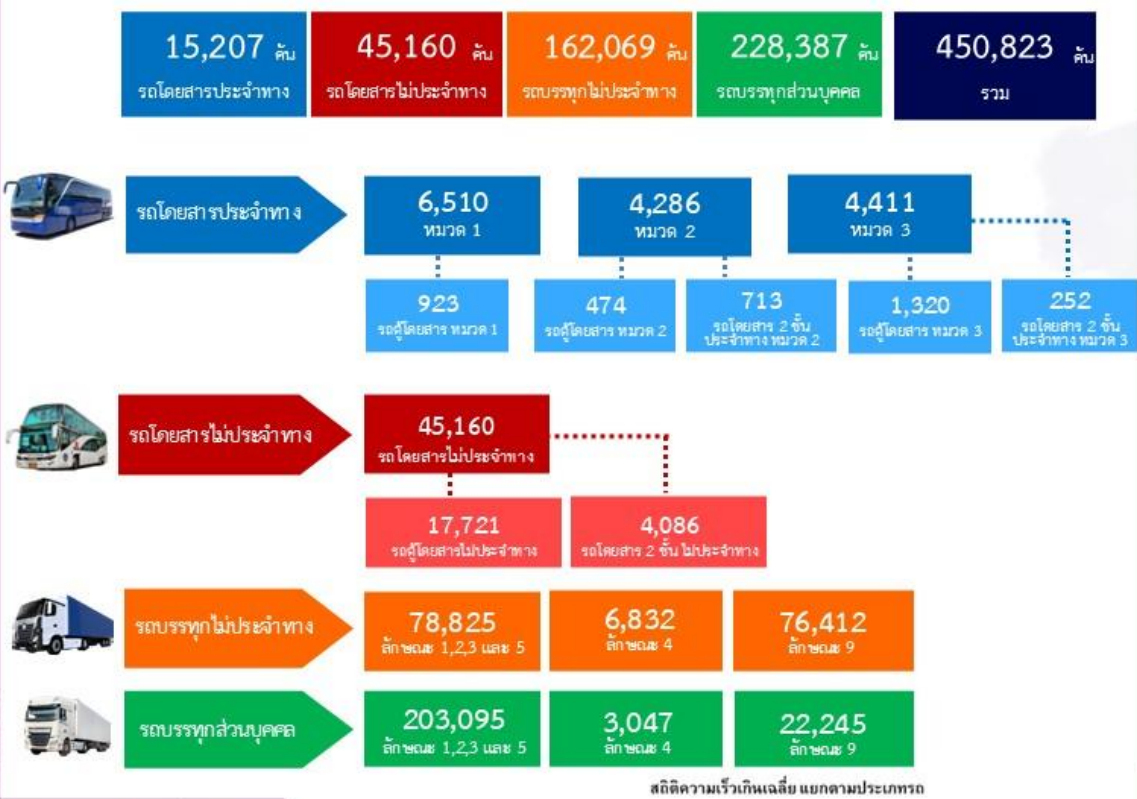 15,207 คัน
รถโดยสารประจำทาง
45,160 คัน
รถโดยสารไม่ประจำทาง
162,069 คัน
รถบรรทุกไม่ประจำทาง
228,387 คัน
รถบรรทุกส่วนบุคคล
450,823 คัน
รวม
รถโดยสารประจำทาง
6,510
หมวด 1
4,286
หมวด 2
4,411
หมวด 3
923
รถตู้โดยสาร หมวด 1
474
รถตู้โดยสาร หมวด 2
713
รถโดยสาร 2 ชั้น
ประจำทาง หมวด 2
1,320
รถตู้โดยสาร หมวด 3
252
รถโดยสาร 2 ชั้น
ประจำทาง หมวด 3
รถโดยสารไม่ประจำทาง
45,160
รถโดยสารไม่ประจำทาง
17,721
รถตู้โดยสารไม่ประจำทาง
4,086
รถโดยสาร 2 ชั้น ไม่ประจำทาง
รถบรรทุกไม่ประจำทาง
78,825
ลักษณะ 1,2,3 และ 5
6,832
ลักษณะ 4
76,412
ลักษณะ 9
รถบรรทุกส่วนบุคคล
203,095
ลักษณะ 1,2,3 และ 5
3,047
ลักษณะ 4
22,245
ลักษณะ 9
สถิติความเร็วเกินเฉลี่ย แยกตามประเภทรถ